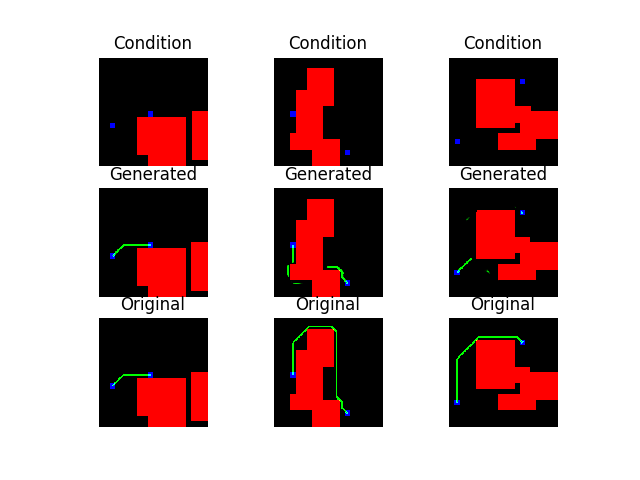 Condition Condition Condition
Generated Generated Generated
Original Original Original